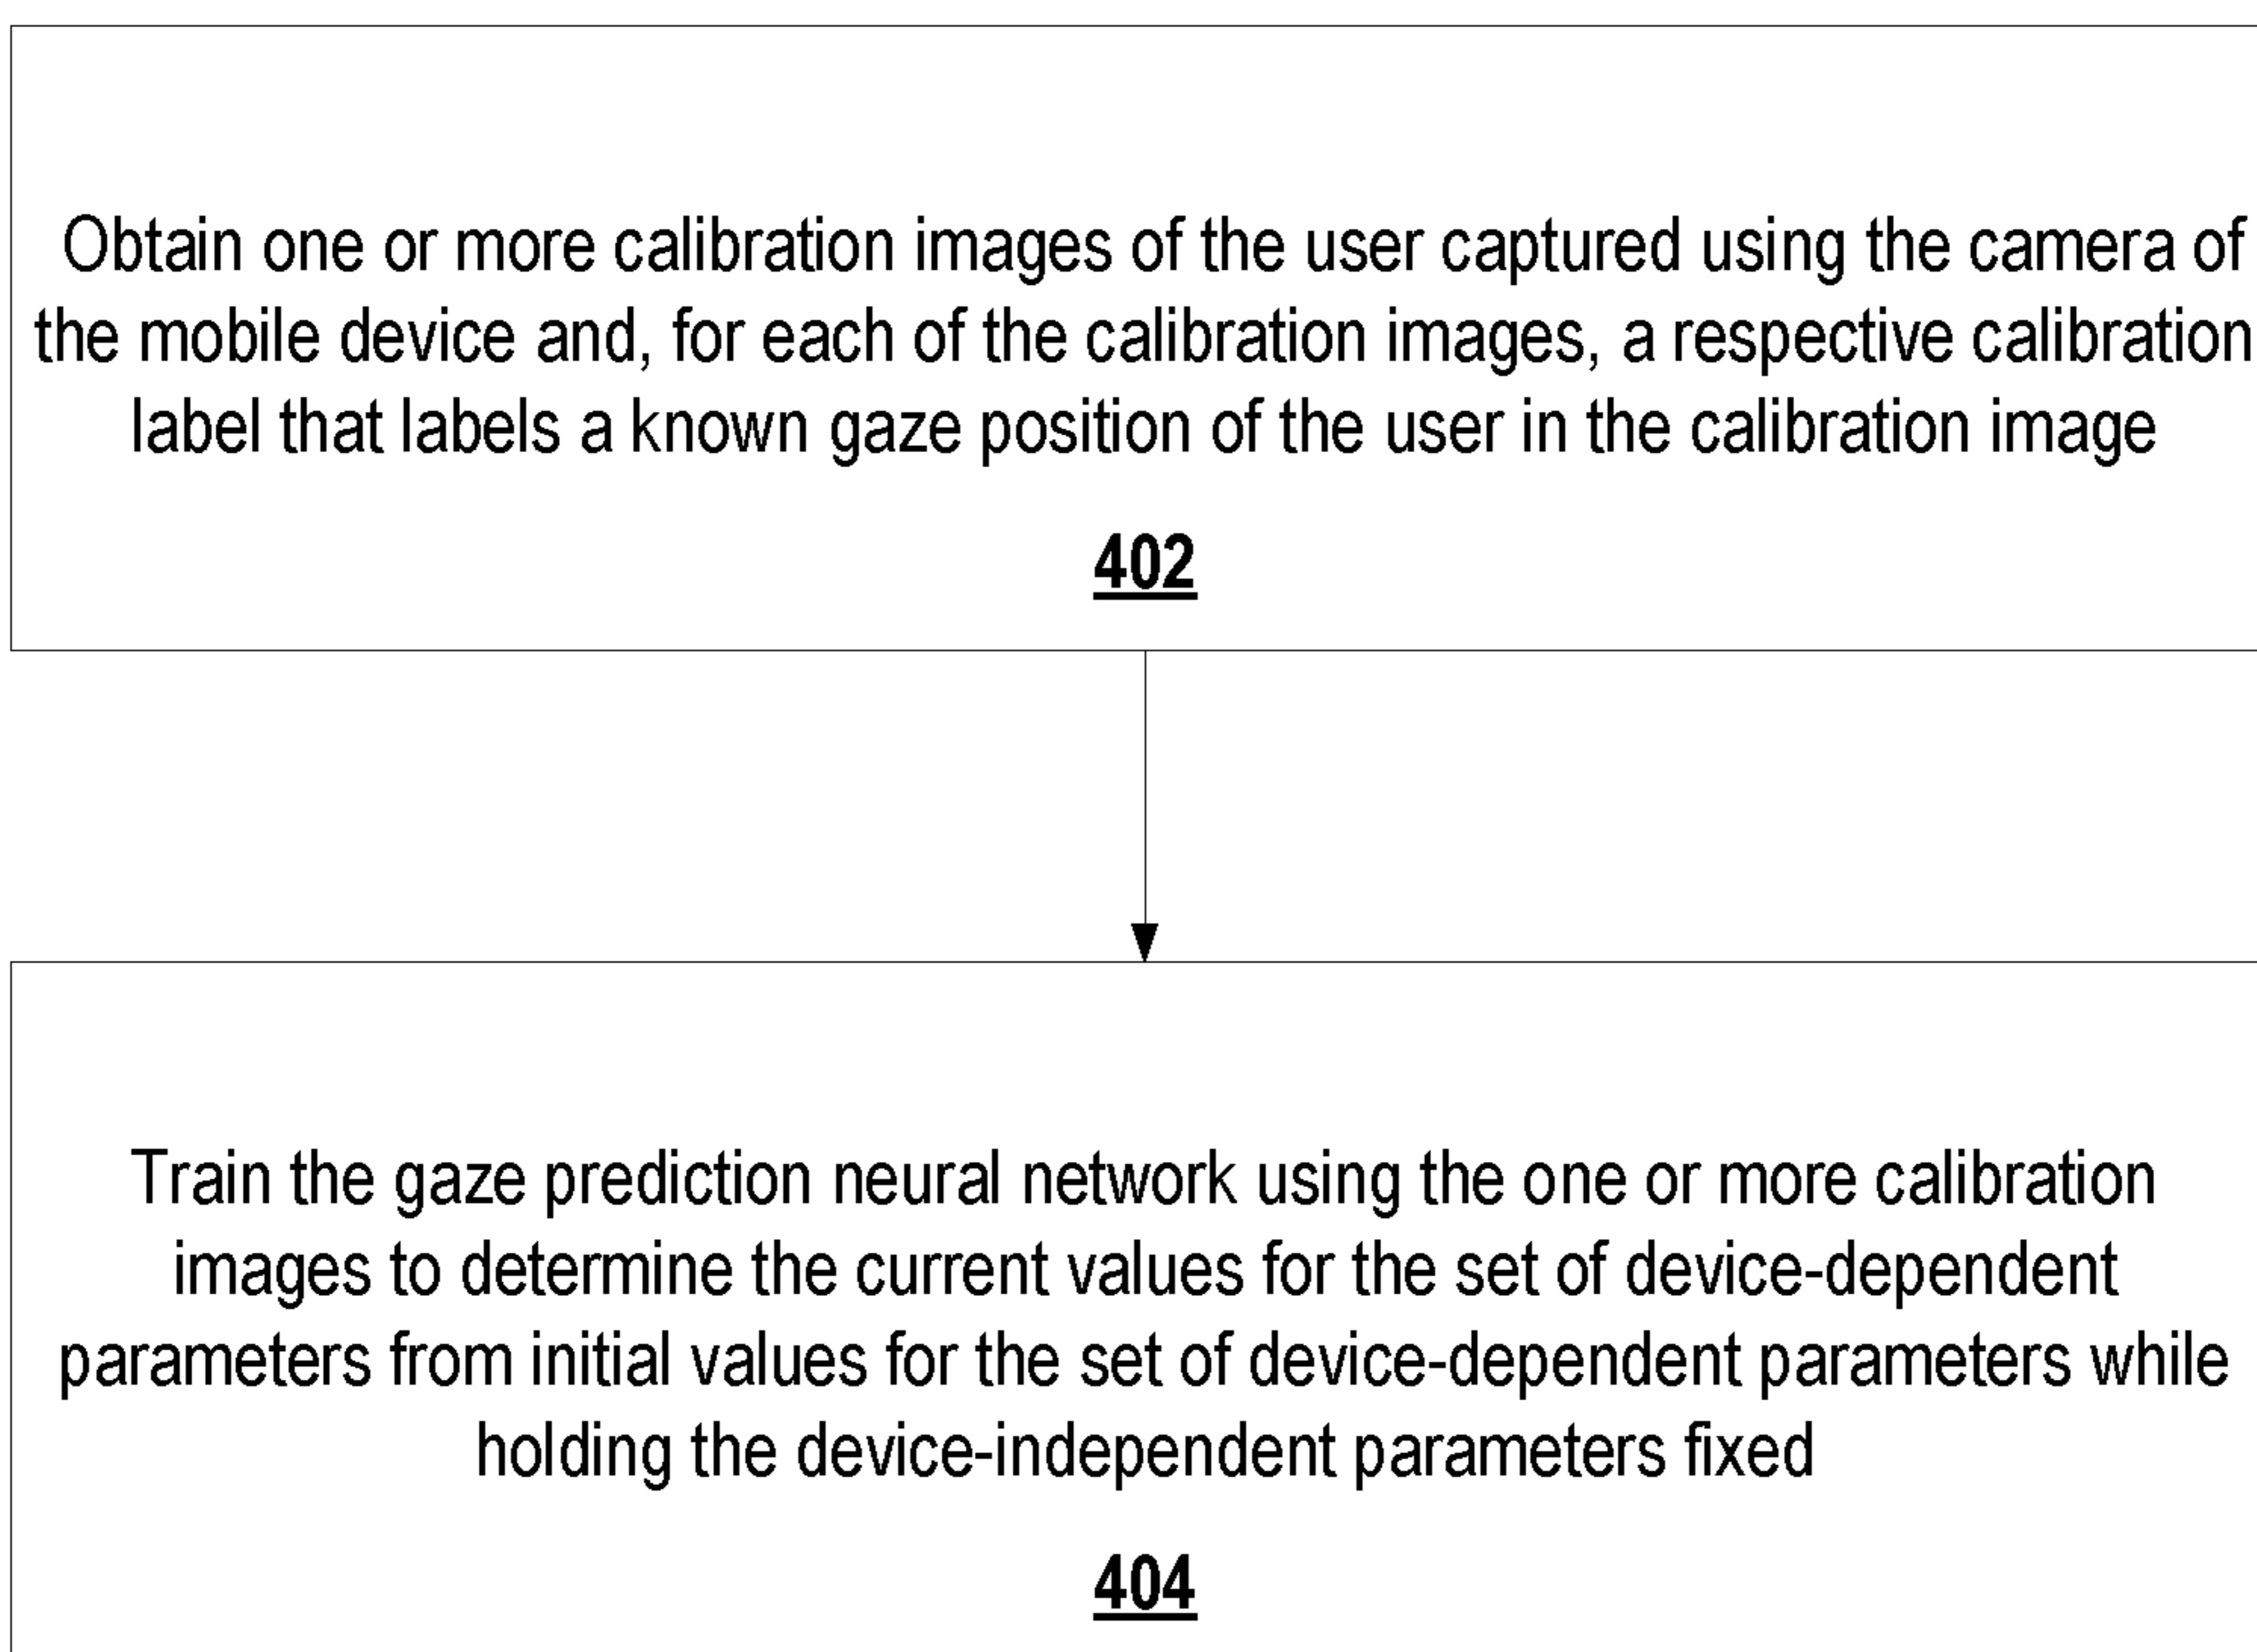 Obtain one or more calibration images of the user captured using the camera of
the mobile device and, for each of the calibration images, a respective calibration
label that labels a known gaze position of the user in the calibration image
402
Train the gaze prediction neural network using the one or more calibration
images to determine the current values for the set of device-dependent
parameters from initial values for the set of device-dependent parameters while
holding the device-independent parameters fixed
404